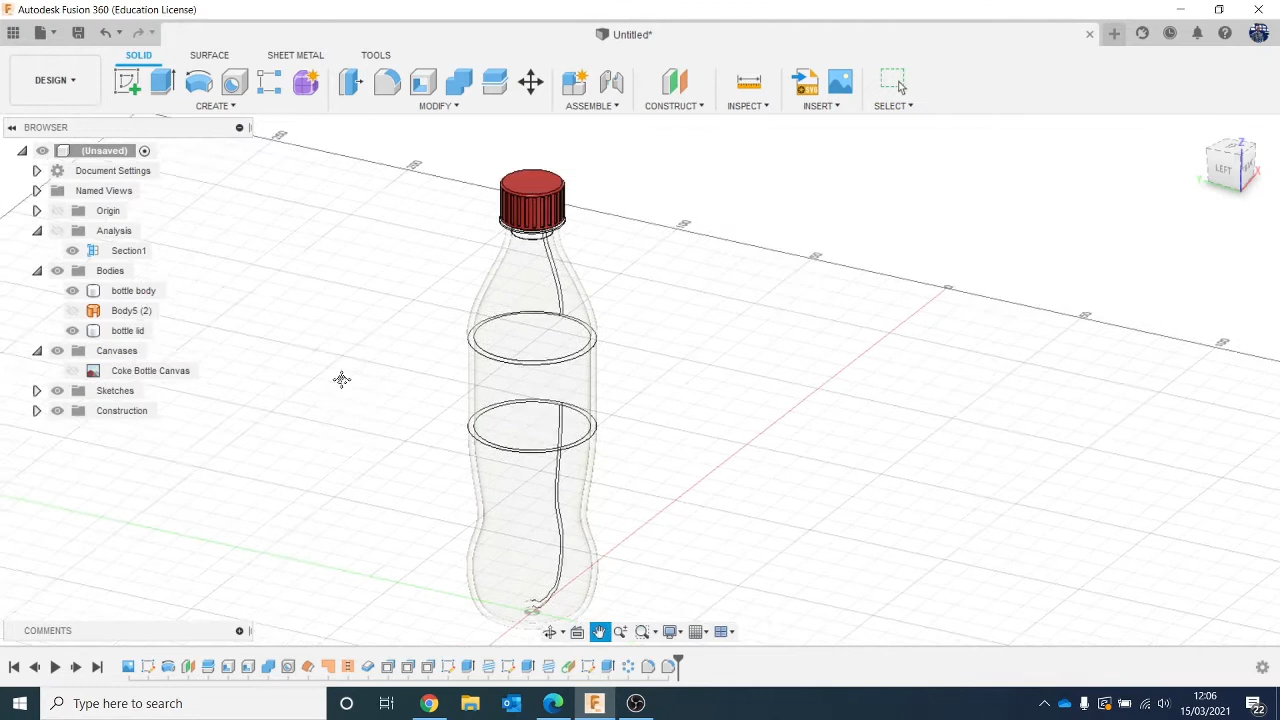 Autodesk Fusion 360 (Education License)
Untitled*
SOLID SURFACE SHEET METAL TOOLS
DESIGN
CREATE MODIFY ASSEMBLE CONSTRUCT INSPECT INSERT SELECT
BROWSER
(Unsaved)
Document Settings
Named Views
Origin
Analysis
Section1
Bodies
bottle body
Body5 (2)
bottle lid
Canvases
Coke Bottle Canvas
Sketches
Construction
Z
LEFT
X
Y
COMMENTS
Type here to search
12:06
15/03/2021
22